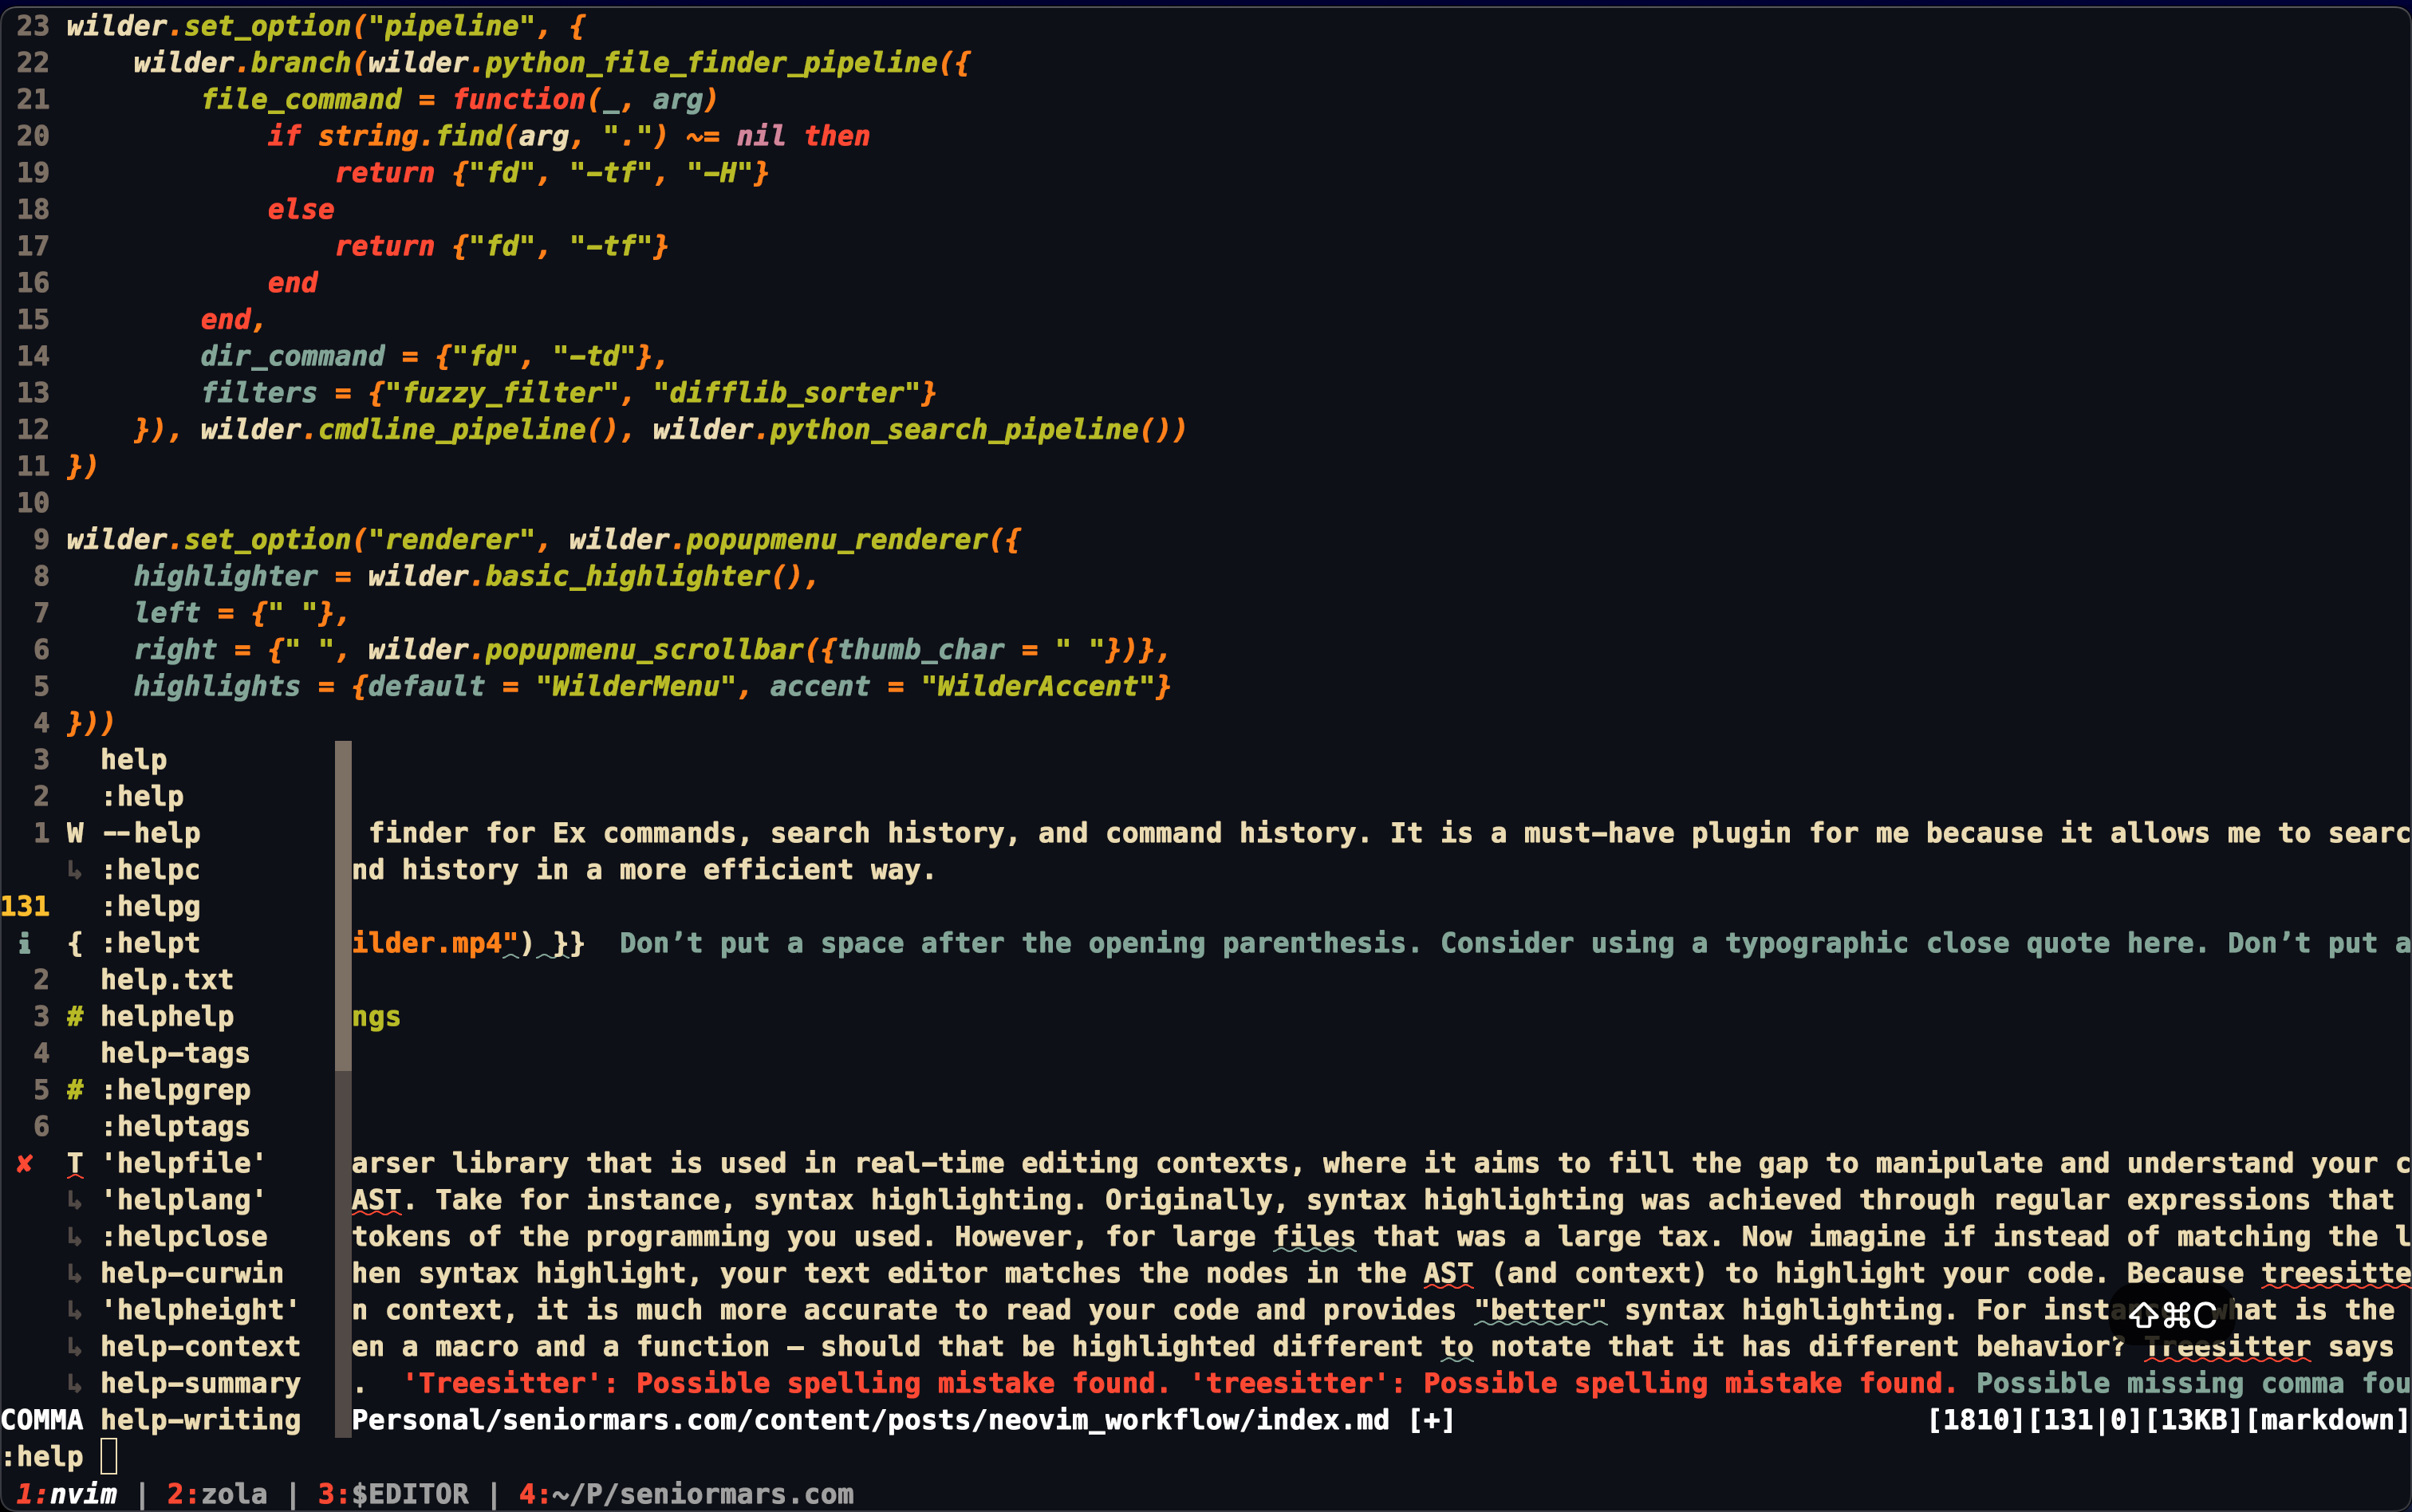 23 wilder.set_option("pipeline", {
22 wilder.branch(wilder.python_file_finder_pipeline({
21 file_command = function(_, arg)
20 if string.find(arg, ".") ~= nil then
19 return {"fd", "-tf", "-H"}
18 else
17 return {"fd", "-tf"}
16 end
15 end,
14 dir_command = {"fd", "-td"},
13 filters = {"fuzzy_filter", "difflib_sorter"}
12 }), wilder.cmdline_pipeline(), wilder.python_search_pipeline())
11 })
10
9 wilder.set_option("renderer", wilder.popupmenu_renderer({
8 highlighter = wilder.basic_highlighter(),
7 left = {" "},
6 right = {" ", wilder.popupmenu_scrollbar({thumb_char = " "})},
5 highlights = {default = "WilderMenu", accent = "WilderAccent"}
4 }))
3 help
2 :help
1 W --help finder for Ex commands, search history, and command history. It is a must-have plugin for me because it allows me to searc
↳ :helpc nd history in a more efficient way.
131 :helpg
i { :helpt ilder.mp4") }} Don’t put a space after the opening parenthesis. Consider using a typographic close quote here. Don’t put a
2 help.txt
3 # helphelp ngs
4 help-tags
5 # :helpgrep
6 :helptags
✘ T 'helpfile' arser library that is used in real-time editing contexts, where it aims to fill the gap to manipulate and understand your c
↳ 'helplang' AST. Take for instance, syntax highlighting. Originally, syntax highlighting was achieved through regular expressions that
↳ :helpclose tokens of the programming you used. However, for large files that was a large tax. Now imagine if instead of matching the l
↳ help-curwin hen syntax highlight, your text editor matches the nodes in the AST (and context) to highlight your code. Because treesitte
↳ 'helpheight' n context, it is much more accurate to read your code and provides "better" syntax highlighting. For hat is the
⇧⌘C
↳ help-context en a macro and a function — should that be highlighted different to notate that it has different behavior? Treesitter says
↳ help-summary . 'Treesitter': Possible spelling mistake found. 'treesitter': Possible spelling mistake found. Possible missing comma fou
COMMA help-writing Personal/seniormars.com/content/posts/neovim_workflow/index.md [+] [1810][131|0][13KB][markdown]
:help
1:nvim | 2:zola | 3:$EDITOR | 4:~/P/seniormars.com